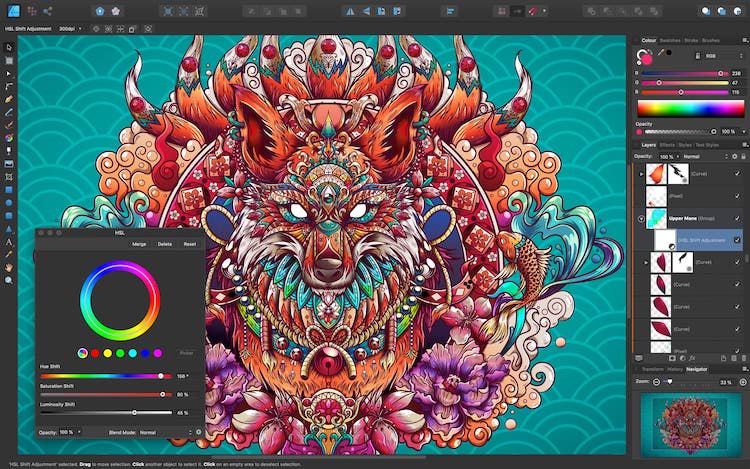 HSL Shift Adjustment 300dpi
HSL
Merge Delete Reset
Picker
Hue Shift
Saturation Shift
80 %
Luminosity Shift
45 %
Opacity: 100 % Blend Mode: Normal
Colour Swatches Stroke Brushes
RGB
R 238
G 47
B 115
Opacity
100 %
Layers Effects Styles Text Styles
Opacity: 100 % Normal
(Curve)
(Pixel)
Upper Mane (Group)
(HSL Shift Adjustment)
(Curve)
(Curve)
(Curve)
(Curve)
(Pixel)
Transform History Navigator
Zoom: 33 %
'HSL Shift Adjustment' selected. Drag to move selection. Click another object to select it. Click on an empty area to deselect selection.